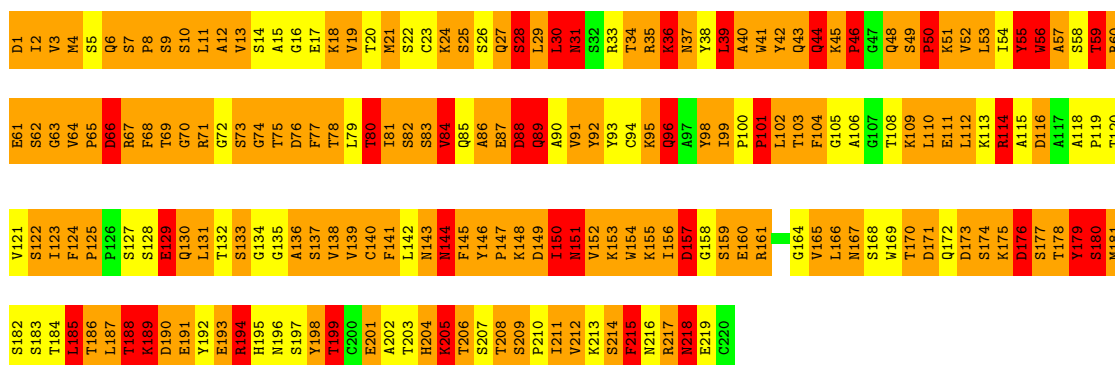 D1 I2 V3 M4 S5 Q6 S7 P8 S9 S10 L11 A12 V13 S14 A15 G16 E17 K18 V19 T20 M21 S22 C23 K24 S25 S26 Q27 S28 L29 L30 N31 S32 R33 T34 R35 K36 N37 Y38 L39 A40 W41 Y42 Q43 Q44 K45 P46 G47 Q48 S49 P50 K51 V52 L53 I54 Y55 W56 A57 S58 T59 R60
E61 S62 G63 V64 P65 D66 R67 F68 T69 G70 R71 G72 S73 G74 T75 D76 F77 T78 L79 T80 I81 S82 S83 V84 Q85 A86 E87 D88 Q89 A90 V91 Y92 Y93 C94 K95 Q96 A97 Y98 I99 P100 P101 L102 T103 F104 G105 A106 G107 T108 K109 L110 E111 L112 K113 R114 A115 D116 A117 A118 P119 T120
V121 S122 I123 F124 P125 P126 S127 S128 E129 Q130 L131 T132 S133 G134 G135 A136 S137 V138 V139 C140 F141 L142 N143 N144 F145 Y146 P147 K148 D149 I150 N151 V152 K153 W154 K155 I156 D157 G158 S159 E160 R161 G164 V165 L166 N167 S168 W169 T170 D171 Q172 D173 S174 K175 D176 S177 T178 Y179 S180 M181
S182 S183 T184 L185 T186 L187 T188 K189 D190 E191 Y192 E193 R194 H195 N196 S197 Y198 T199 C200 E201 A202 T203 H204 K205 T206 S207 T208 S209 P210 I211 V212 K213 S214 F215 N216 R217 N218 E219 C220